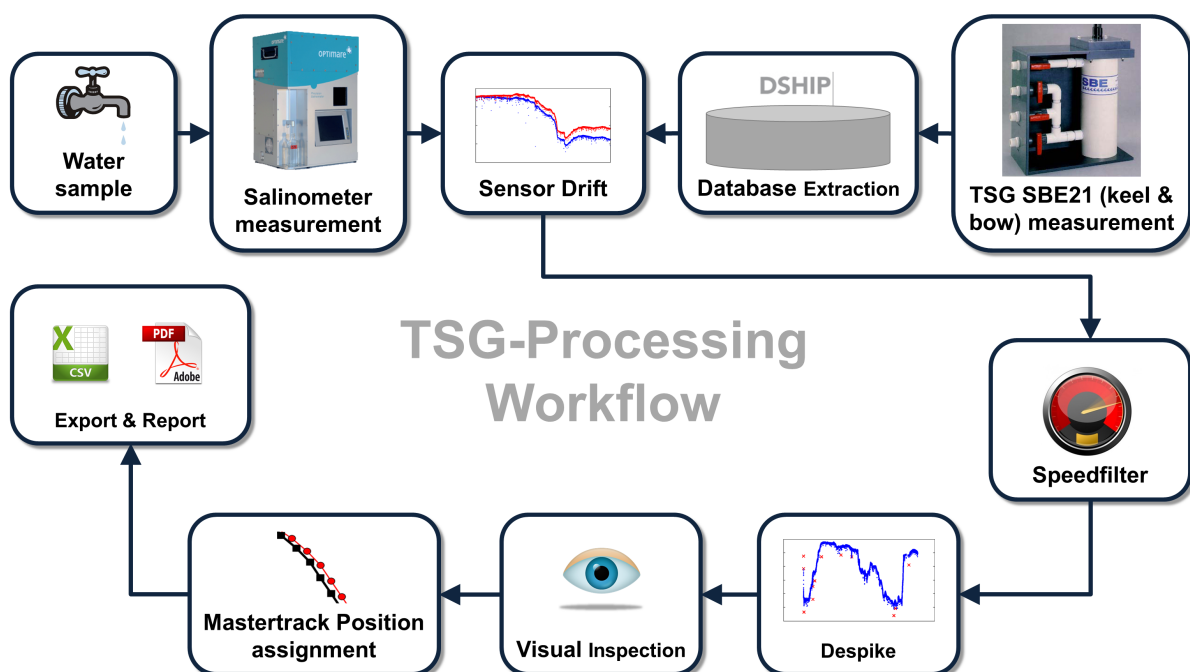 Water
sample
OPTIMARE
Salinometer
measurement
Sensor Drift
DSHIP
Database Extraction
SBE
TSG SBE21 (keel &
bow) measurement
TSG-Processing
Workflow
X
CSV
PDF
Adobe
Export & Report
Speedfilter
Mastertrack Position
assignment
Visual Inspection
Despike